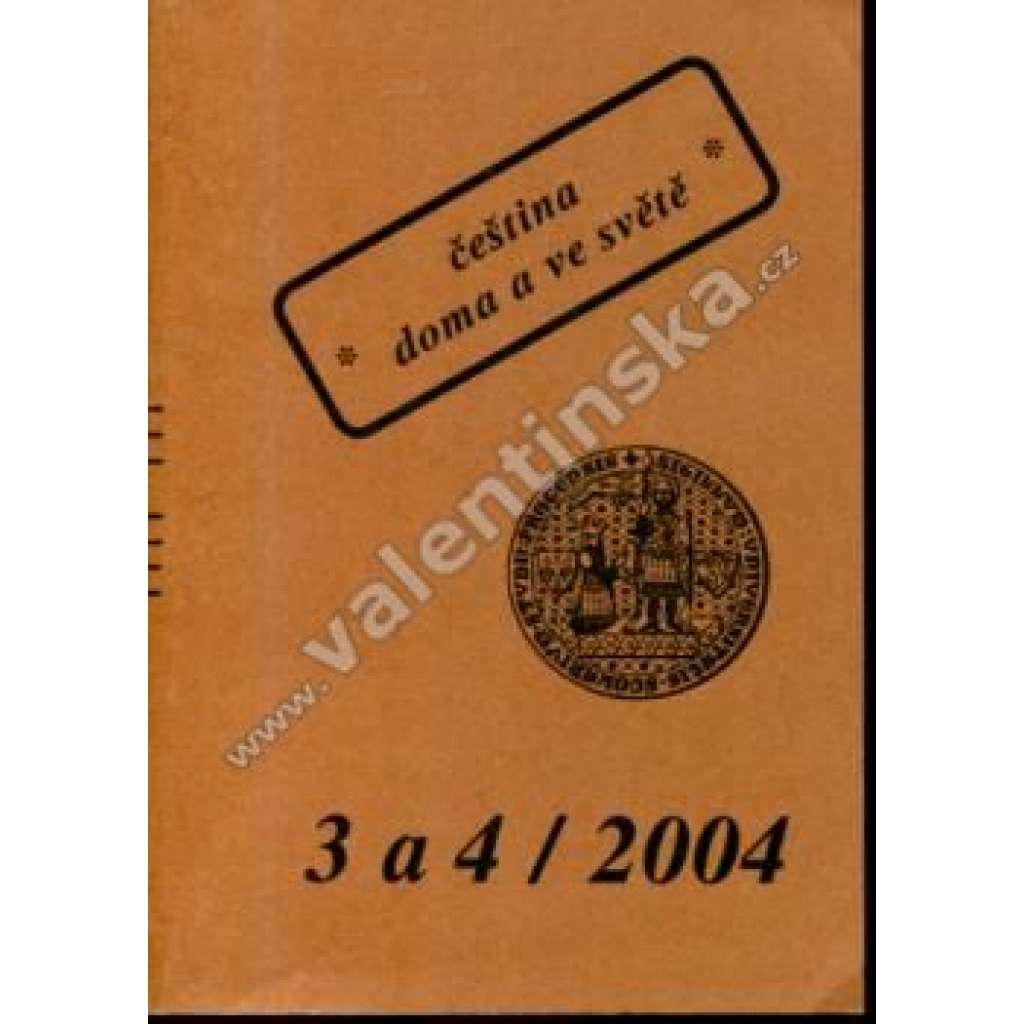 čeština
* doma a ve světě *
www.valentinska.cz
3 a 4 / 2004